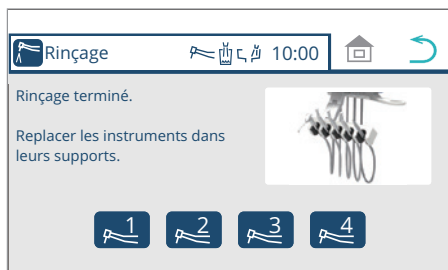 Rinçage 10:00
Rinçage terminé.
Replacer les instruments dans
leurs supports.
1 2 3 4